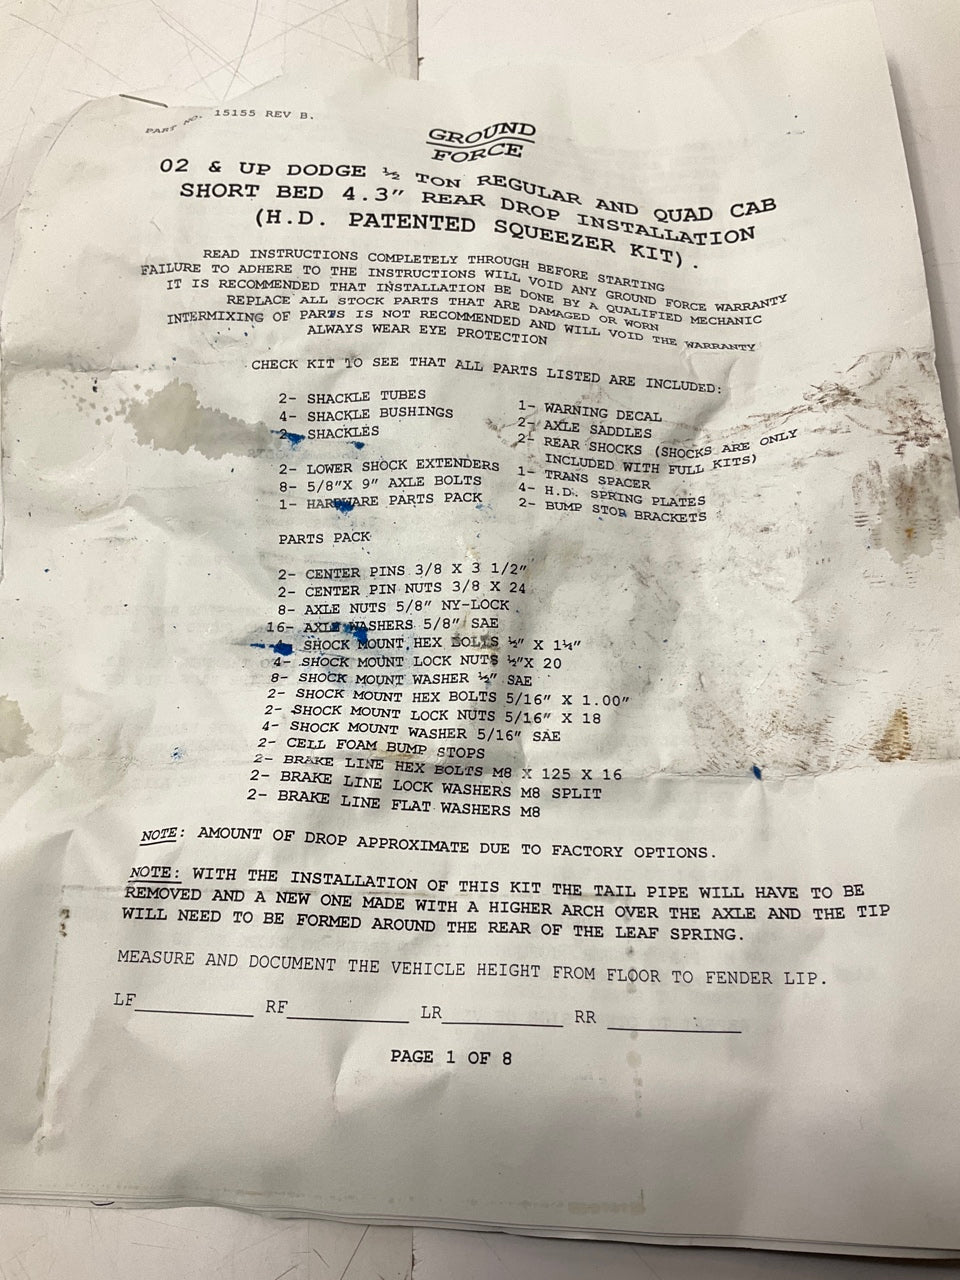 PART NO. 15155 REV B.
GROUND
FORCE
02 & UP DODGE ½ TON REGULAR AND QUAD CAB
SHORT BED 4.3" REAR DROP INSTALLATION
(H.D. PATENTED SQUEEZER KIT).
READ INSTRUCTIONS COMPLETELY THROUGH BEFORE STARTING
FAILURE TO ADHERE TO THE INSTRUCTIONS WILL VOID ANY GROUND FORCE WARRANTY
IT IS RECOMMENDED THAT INSTALLATION BE DONE BY A QUALIFIED MECHANIC
REPLACE ALL STOCK PARTS THAT ARE DAMAGED OR WORN
INTERMIXING OF PARTS IS NOT RECOMMENDED AND WILL VOID THE WARRANTY
ALWAYS WEAR EYE PROTECTION
CHECK KIT TO SEE THAT ALL PARTS LISTED ARE INCLUDED:
2- SHACKLE TUBES
4- SHACKLE BUSHINGS
2- SHACKLES
2- LOWER SHOCK EXTENDERS
8- 5/8"X 9" AXLE BOLTS
1- HARDWARE PARTS PACK
1- WARNING DECAL
2- AXLE SADDLES
2- REAR SHOCKS (SHOCKS ARE ONLY
INCLUDED WITH FULL KITS)
1- TRANS SPACER
4- H.D. SPRING PLATES
2- BUMP STOP BRACKETS
PARTS PACK
2- CENTER PINS 3/8 X 3 1/2"
2- CENTER PIN NUTS 3/8 X 24
8- AXLE NUTS 5/8" NY-LOCK
16- AXLE WASHERS 5/8" SAE
4- SHOCK MOUNT HEX BOLTS ½" X 1¼"
4- SHOCK MOUNT LOCK NUTS ½"X 20
8- SHOCK MOUNT WASHER ½" SAE
2- SHOCK MOUNT HEX BOLTS 5/16" X 1.00"
2- SHOCK MOUNT LOCK NUTS 5/16" X 18
4- SHOCK MOUNT WASHER 5/16" SAE
2- CELL FOAM BUMP STOPS
2- BRAKE LINE HEX BOLTS M8 X 125 X 16
2- BRAKE LINE LOCK WASHERS M8 SPLIT
2- BRAKE LINE FLAT WASHERS M8
NOTE: AMOUNT OF DROP APPROXIMATE DUE TO FACTORY OPTIONS.
NOTE: WITH THE INSTALLATION OF THIS KIT THE TAIL PIPE WILL HAVE TO BE
REMOVED AND A NEW ONE MADE WITH A HIGHER ARCH OVER THE AXLE AND THE TIP
WILL NEED TO BE FORMED AROUND THE REAR OF THE LEAF SPRING.
MEASURE AND DOCUMENT THE VEHICLE HEIGHT FROM FLOOR TO FENDER LIP.
LF__________ RF__________ LR__________ RR __________
PAGE 1 OF 8